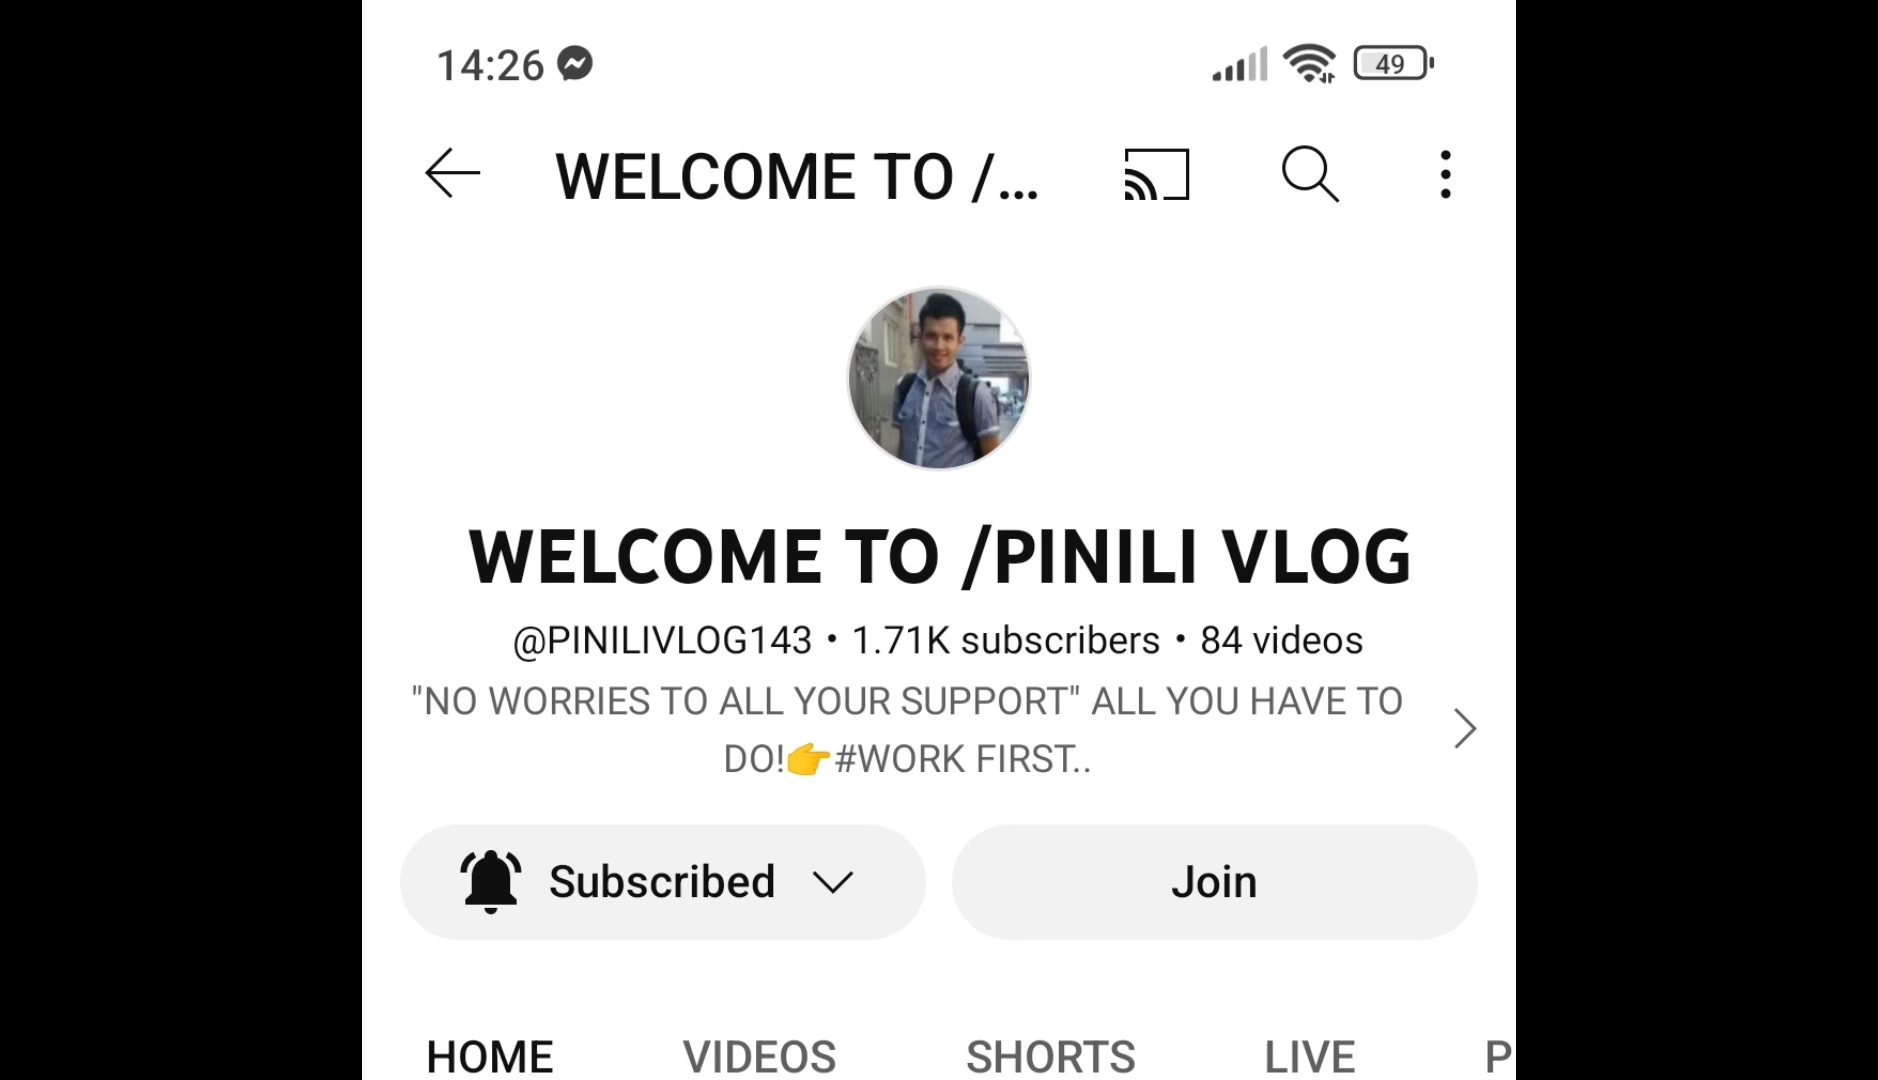 14:26
49
WELCOME TO /...
WELCOME TO /PINILI VLOG
@PINILIVLOG143 • 1.71K subscribers • 84 videos
"NO WORRIES TO ALL YOUR SUPPORT" ALL YOU HAVE TO
DO!👉#WORK FIRST..
Subscribed
Join
HOME VIDEOS SHORTS LIVE P